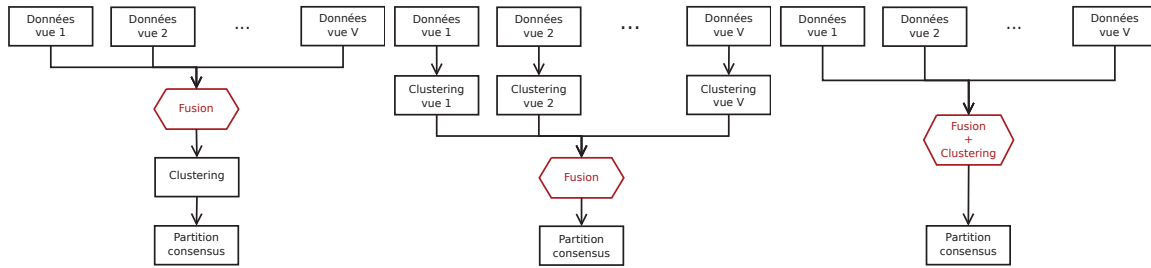 Données
vue 1
Données
vue 2
...
Données
vue V
Fusion
Clustering
Partition
consensus
Données
vue 1
Données
vue 2
...
Données
vue V
Clustering
vue 1
Clustering
vue 2
Clustering
vue V
Fusion
Partition
consensus
Données
vue 1
Données
vue 2
...
Données
vue V
Fusion
+
Clustering
Partition
consensus